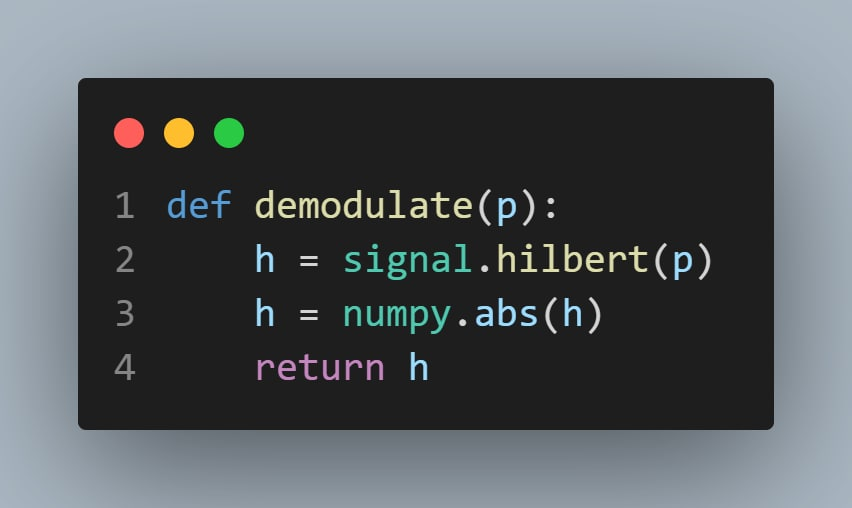 1 def demodulate(p):
2     h = signal.hilbert(p)
3     h = numpy.abs(h)
4     return h